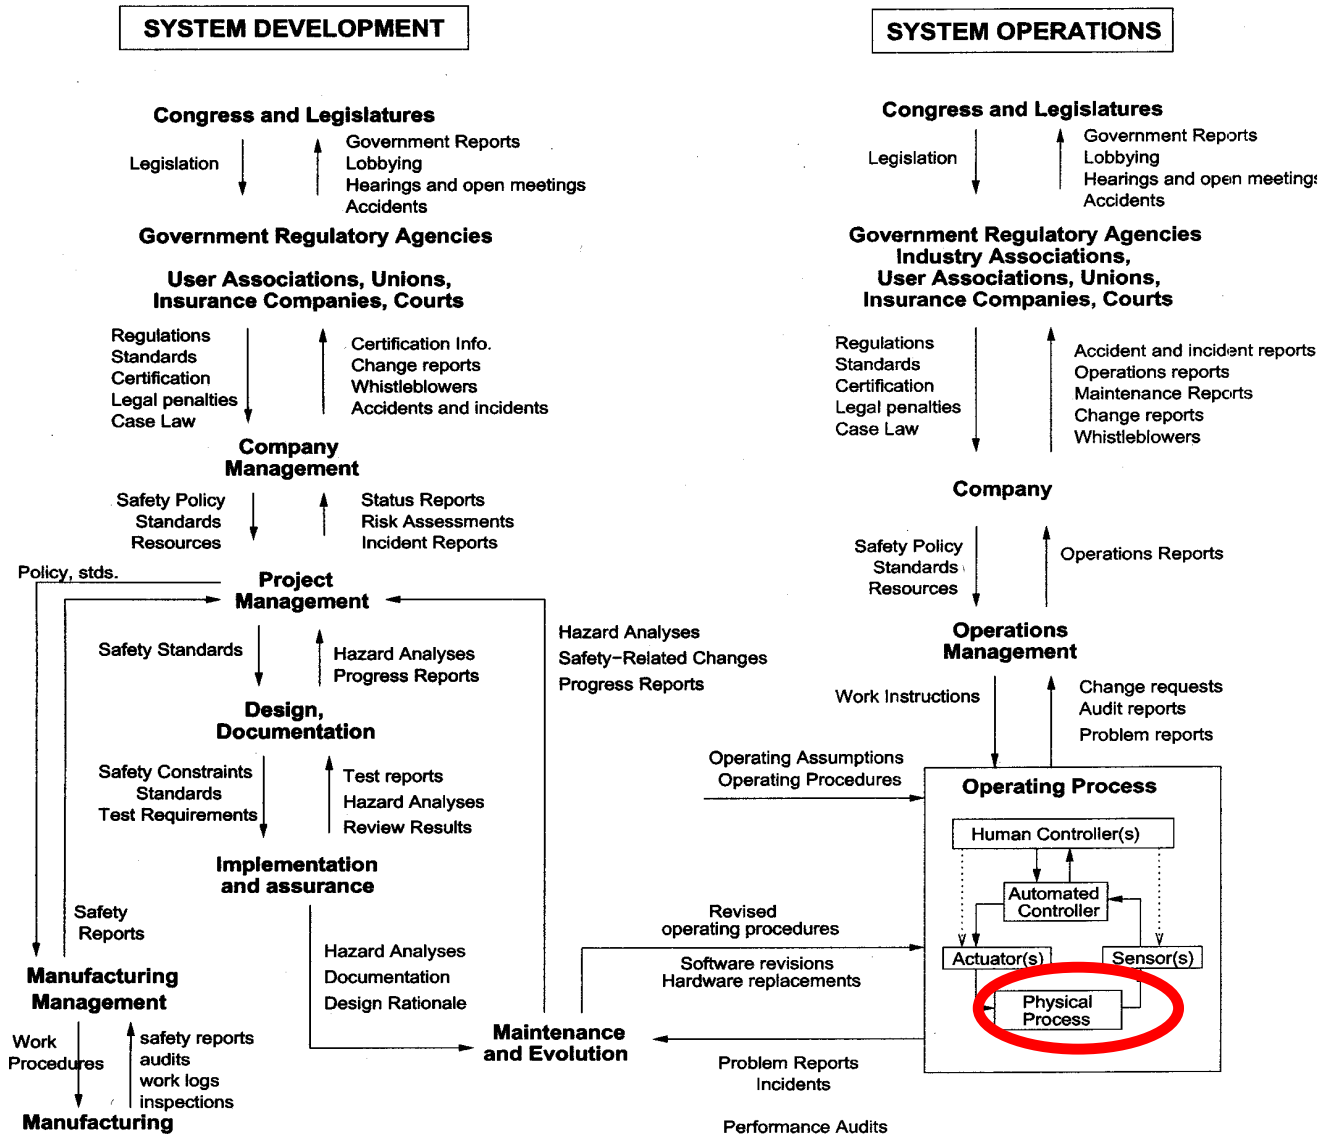 SYSTEM DEVELOPMENT
Congress and Legislatures
Legislation
Government Reports
Lobbying
Hearings and open meetings
Accidents
Government Regulatory Agencies
User Associations, Unions,
Insurance Companies, Courts
Regulations
Standards
Certification
Legal penalties
Case Law
Certification Info.
Change reports
Whistleblowers
Accidents and incidents
Company
Management
Safety Policy
Standards
Resources
Status Reports
Risk Assessments
Incident Reports
Policy, stds.
Project
Management
Safety Standards
Hazard Analyses
Progress Reports
Hazard Analyses
Safety-Related Changes
Progress Reports
Design,
Documentation
Safety Constraints
Standards
Test Requirements
Test reports
Hazard Analyses
Review Results
Implementation
and assurance
Safety
Reports
Hazard Analyses
Documentation
Design Rationale
Manufacturing
Management
Work
Procedures
safety reports
audits
work logs
inspections
Manufacturing
Maintenance
and Evolution
SYSTEM OPERATIONS
Congress and Legislatures
Legislation
Government Reports
Lobbying
Hearings and open meetings
Accidents
Government Regulatory Agencies
Industry Associations,
User Associations, Unions,
Insurance Companies, Courts
Regulations
Standards
Certification
Legal penalties
Case Law
Accident and incident reports
Operations reports
Maintenance Reports
Change reports
Whistleblowers
Company
Safety Policy
Standards
Resources
Operations Reports
Operations
Management
Work Instructions
Change requests
Audit reports
Problem reports
Operating Assumptions
Operating Procedures
Operating Process
Human Controller(s)
Automated
Controller
Actuator(s)
Sensor(s)
Physical
Process
Revised
operating procedures
Software revisions
Hardware replacements
Problem Reports
Incidents
Performance Audits